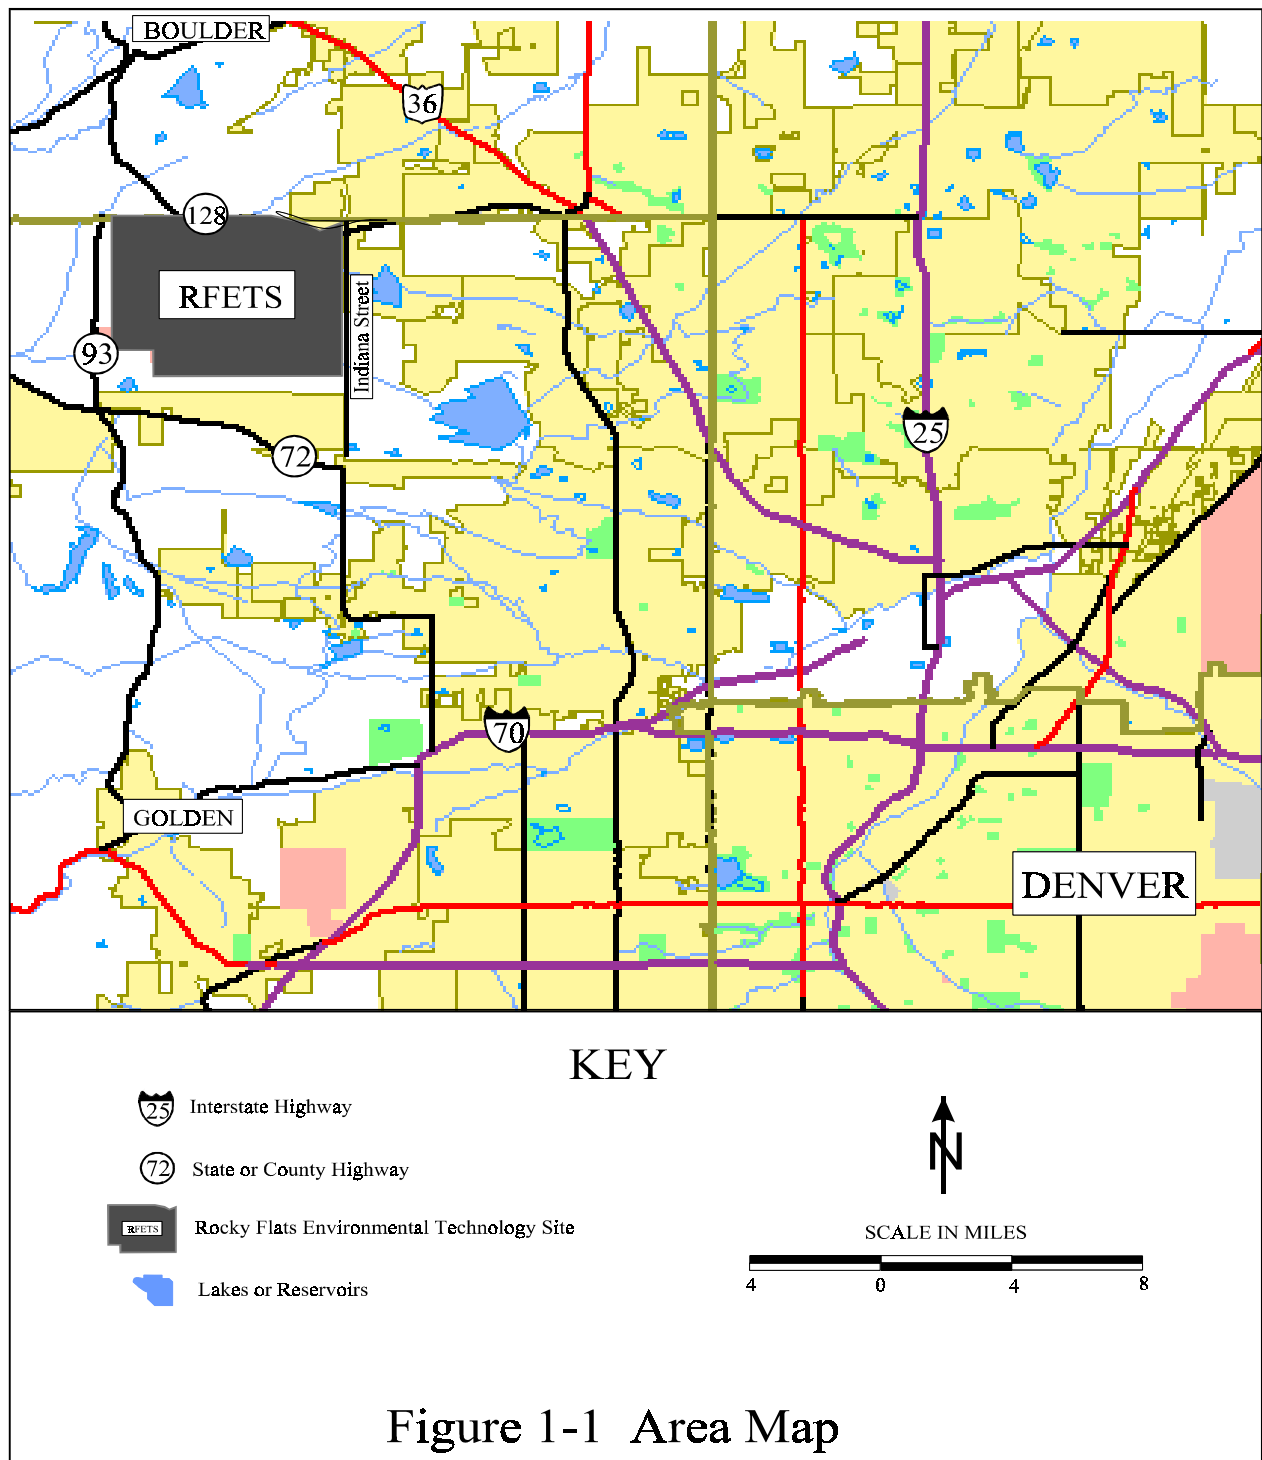 BOULDER
36
128
RFETS
Indiana Street
93
25
72
70
GOLDEN
DENVER
KEY
25 Interstate Highway
72 State or County Highway
RFETS Rocky Flats Environmental Technology Site
Lakes or Reservoirs
N
SCALE IN MILES
4 0 4 8
Figure 1-1 Area Map